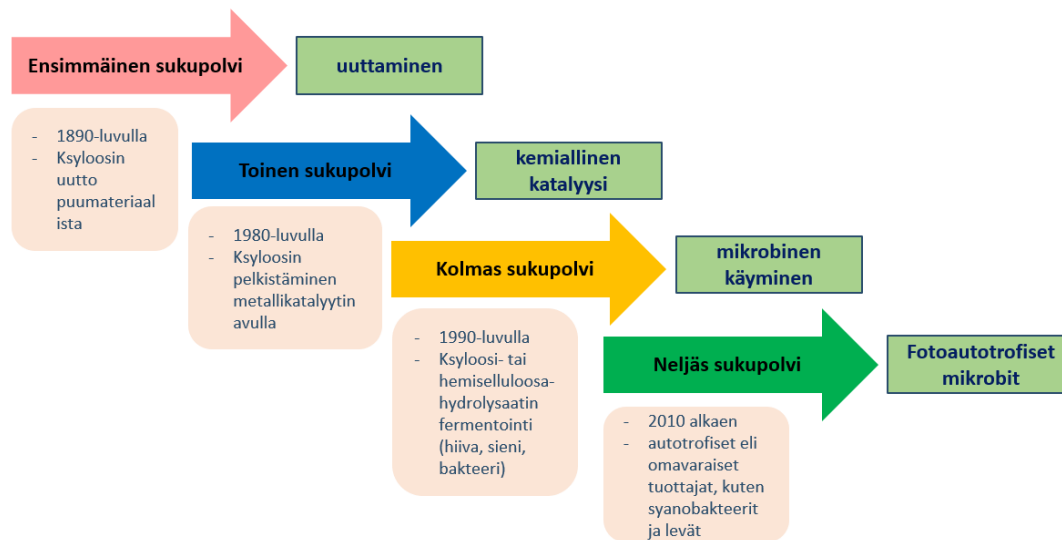 Ensimmäinen sukupolvi
uuttaminen
- 1890-luvulla
- Ksyloosin
uutto
puumateriaal
ista
Toinen sukupolvi
kemiallinen
katalyysi
- 1980-luvulla
- Ksyloosin
pelkistäminen
metallikatalyytin
avulla
Kolmas sukupolvi
mikrobinen
käyminen
- 1990-luvulla
- Ksyloosi- tai
hemiselluloosa-
hydrolysaatin
fermentointi
(hiiva, sieni,
bakteeri)
Neljäs sukupolvi
Fotoautotrofiset
mikrobit
- 2010 alkaen
- autotrofiset eli
omavaraiset
tuottajat, kuten
syanobakteerit
ja levät